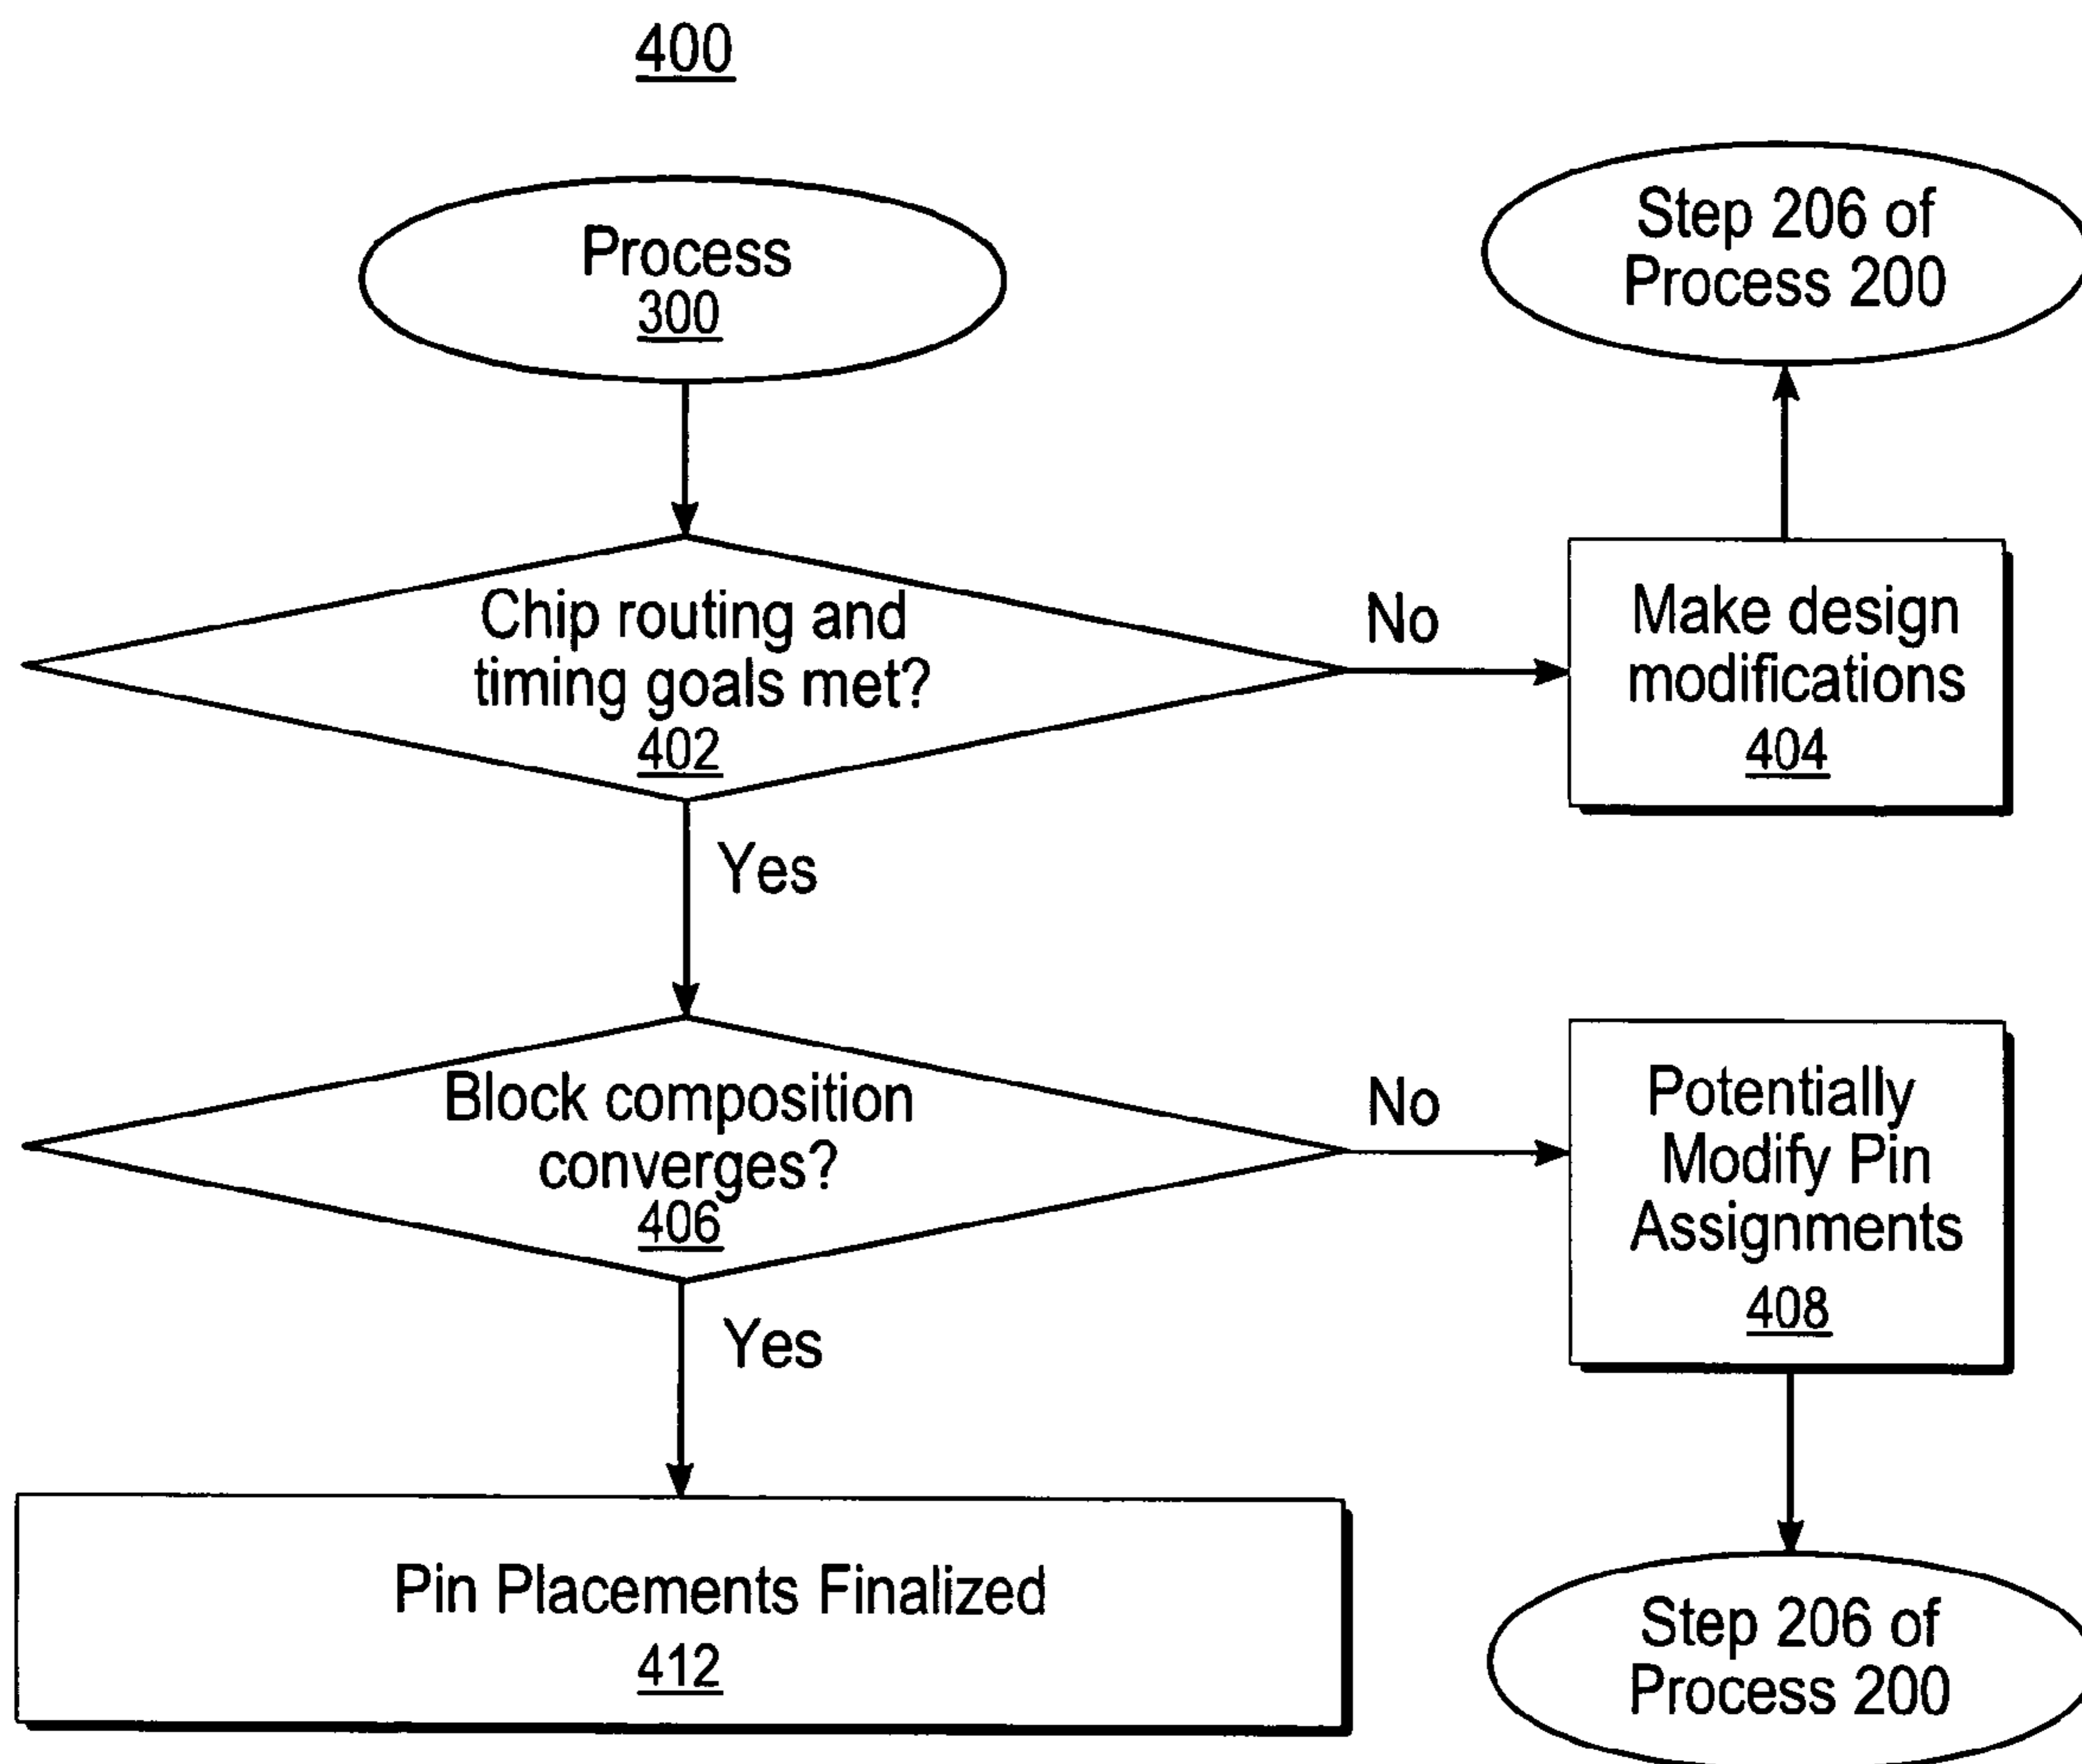 400
Process
300
Step 206 of
Process 200
Chip routing and
timing goals met?
402
No
Make design
modifications
404
Yes
Block composition
converges?
406
No
Potentially
Modify Pin
Assignments
408
Yes
Pin Placements Finalized
412
Step 206 of
Process 200